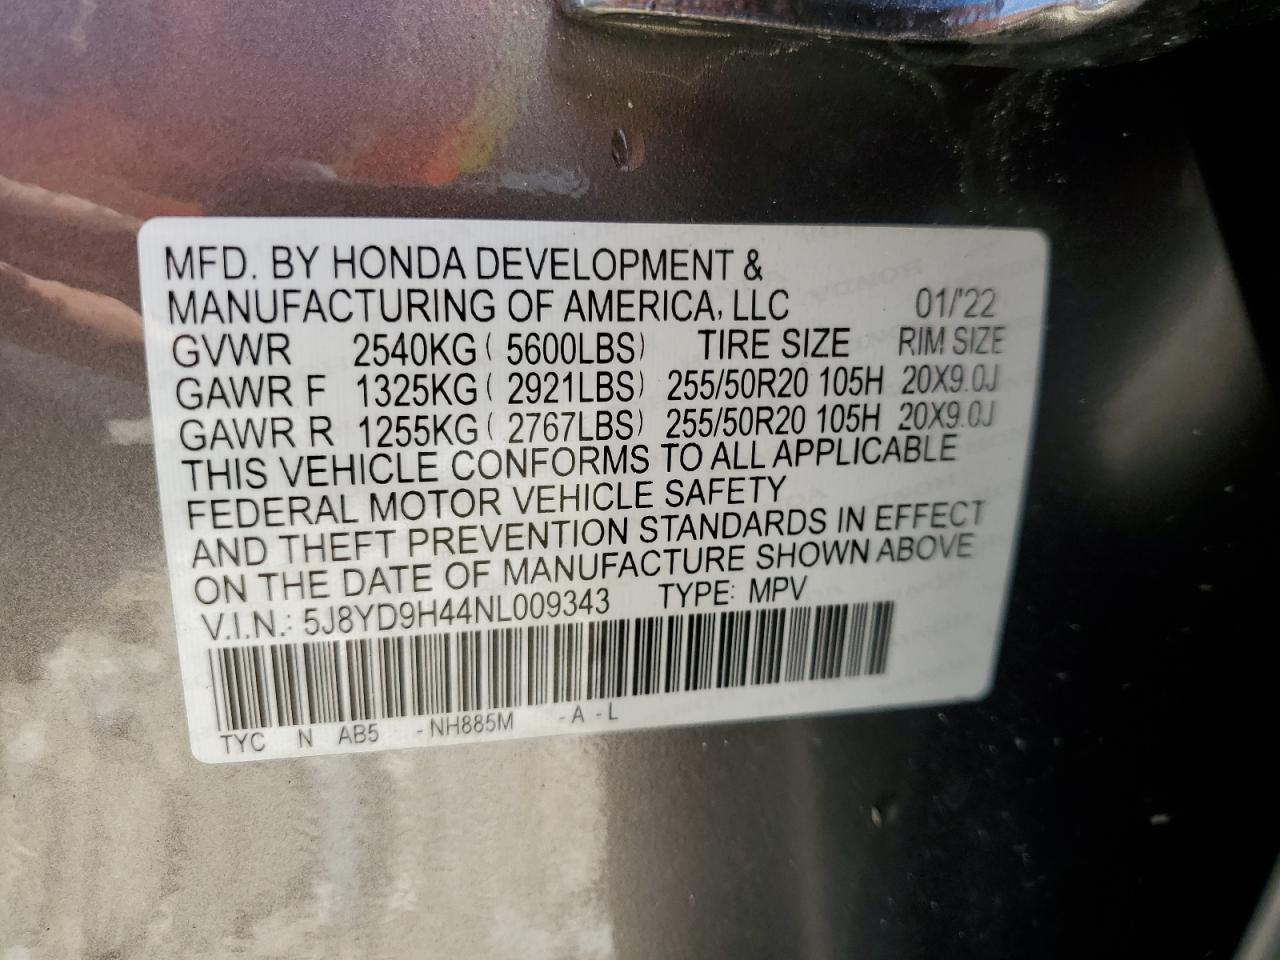 MFD. BY HONDA DEVELOPMENT &
MANUFACTURING OF AMERICA, LLC 01/'22
GVWR 2540KG ( 5600LBS) TIRE SIZE RIM SIZE
GAWR F 1325KG ( 2921LBS) 255/50R20 105H 20X9.0J
GAWR R 1255KG ( 2767LBS) 255/50R20 105H 20X9.0J
THIS VEHICLE CONFORMS TO ALL APPLICABLE
FEDERAL MOTOR VEHICLE SAFETY
AND THEFT PREVENTION STANDARDS IN EFFECT
ON THE DATE OF MANUFACTURE SHOWN ABOVE
V.I.N.: 5J8YD9H44NL009343 TYPE: MPV
TYC N AB5 -NH885M -A -L